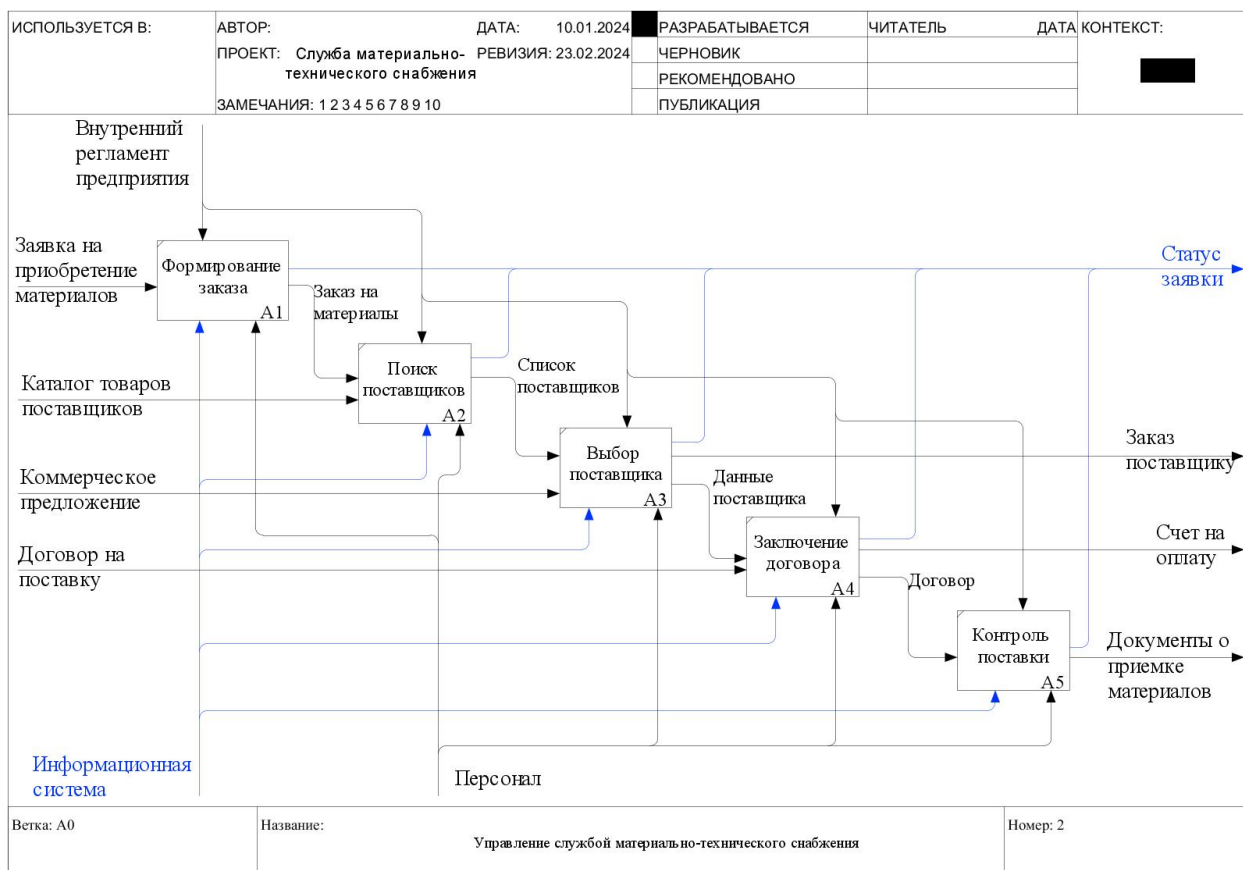 ИСПОЛЬЗУЕТСЯ В:
АВТОР:
ДАТА: 10.01.2024
РАЗРАБАТЫВАЕТСЯ
ЧИТАТЕЛЬ
ДАТА
КОНТЕКСТ:
ПРОЕКТ: Служба материально-
технического снабжения
РЕВИЗИЯ: 23.02.2024
ЧЕРНОВИК
РЕКОМЕНДОВАНО
ЗАМЕЧАНИЯ: 1 2 3 4 5 6 7 8 9 10
ПУБЛИКАЦИЯ
Внутренний
регламент
предприятия
Заявка на
приобретение
материалов
Формирование
заказа
A1
Статус
заявки
Заказ на
материалы
Каталог товаров
поставщиков
Поиск
поставщиков
A2
Список
поставщиков
Коммерческое
предложение
Выбор
поставщика
A3
Заказ
поставщику
Данные
поставщика
Договор на
поставку
Заключение
договора
A4
Счет на
оплату
Договор
Контроль
поставки
A5
Документы о
приемке
материалов
Информационная
система
Персонал
Ветка: A0
Название:
Управление службой материально-технического снабжения
Номер: 2